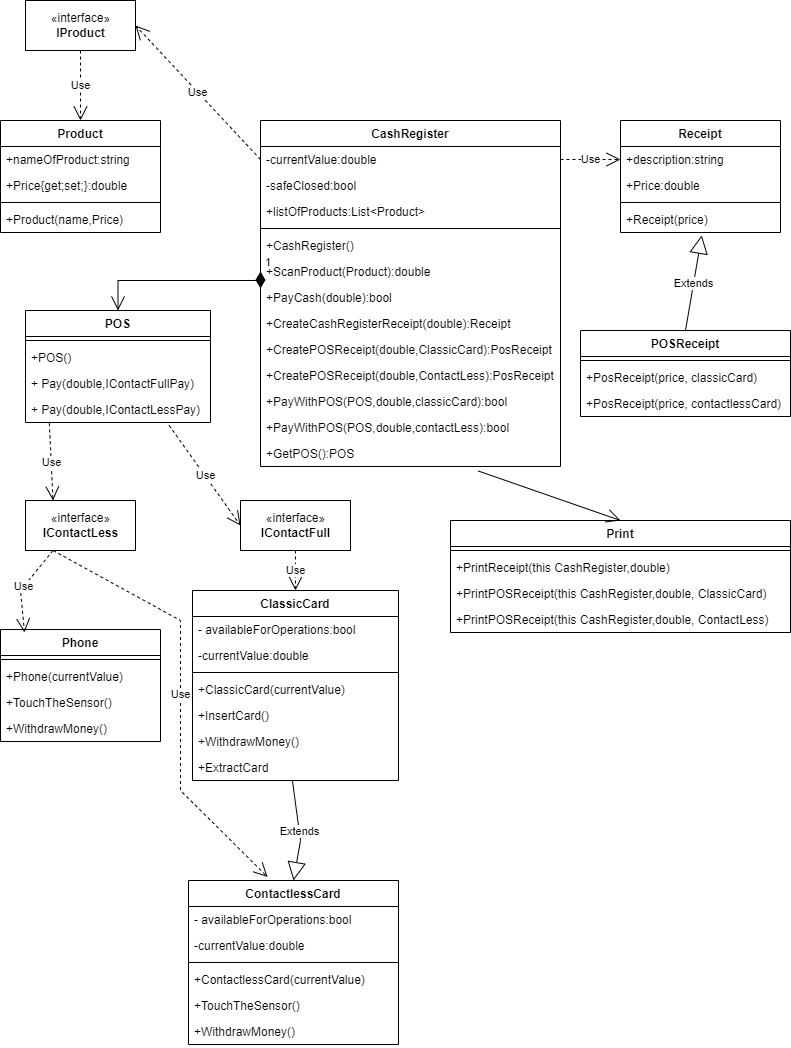 «interface»
IProduct
Use
Use
Product
+nameOfProduct:string
+Price{get;set;}:double
+Product(name,Price)
CashRegister
-currentValue:double
-safeClosed:bool
+listOfProducts:List<Product>
+CashRegister()
+ScanProduct(Product):double
+PayCash(double):bool
+CreateCashRegisterReceipt(double):Receipt
+CreatePOSReceipt(double,ClassicCard):PosReceipt
+CreatePOSReceipt(double,ContactLess):PosReceipt
+PayWithPOS(POS,double,classicCard):bool
+PayWithPOS(POS,double,contactLess):bool
+GetPOS():POS
Use
Receipt
+description:string
+Price:double
+Receipt(price)
Extends
POSReceipt
+PosReceipt(price, classicCard)
+PosReceipt(price, contactlessCard)
1
POS
+POS()
+ Pay(double,IContactFullPay)
+ Pay(double,IContactLessPay)
Use
Use
«interface»
IContactLess
«interface»
IContactFull
Print
+PrintReceipt(this CashRegister,double)
+PrintPOSReceipt(this CashRegister,double, ClassicCard)
+PrintPOSReceipt(this CashRegister,double, ContactLess)
Use
Use
Use
Phone
+Phone(currentValue)
+TouchTheSensor()
+WithdrawMoney()
ClassicCard
- availableForOperations:bool
-currentValue:double
+ClassicCard(currentValue)
+InsertCard()
+WithdrawMoney()
+ExtractCard
Extends
ContactlessCard
- availableForOperations:bool
-currentValue:double
+ContactlessCard(currentValue)
+TouchTheSensor()
+WithdrawMoney()